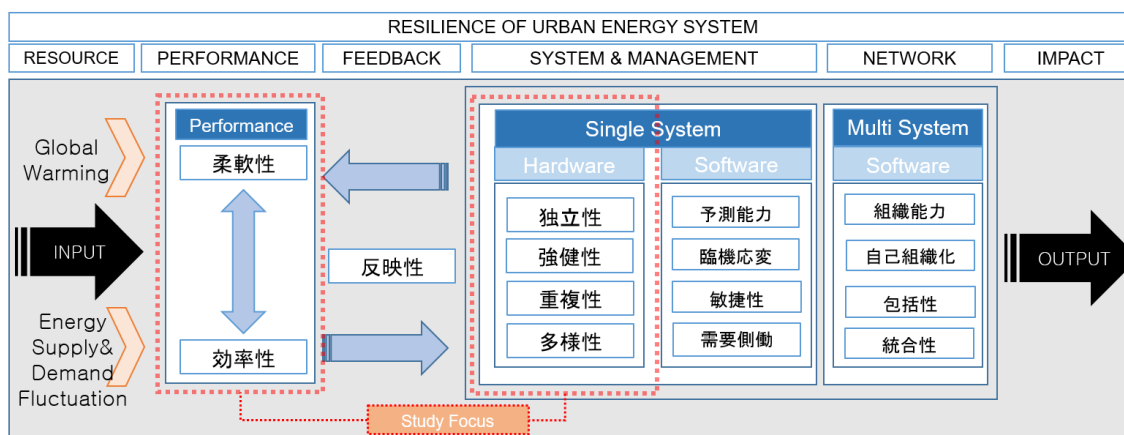 RESILIENCE OF URBAN ENERGY SYSTEM
RESOURCE
PERFORMANCE
FEEDBACK
SYSTEM & MANAGEMENT
NETWORK
IMPACT
Global
Warming
INPUT
Energy
Supply&
Demand
Fluctuation
Performance
柔軟性
効率性
反映性
Single System
Hardware
独立性
強健性
重複性
多様性
Software
予測能力
臨機応変
敏捷性
需要側働
Multi System
Software
組織能力
自己組織化
包括性
統合性
OUTPUT
Study Focus